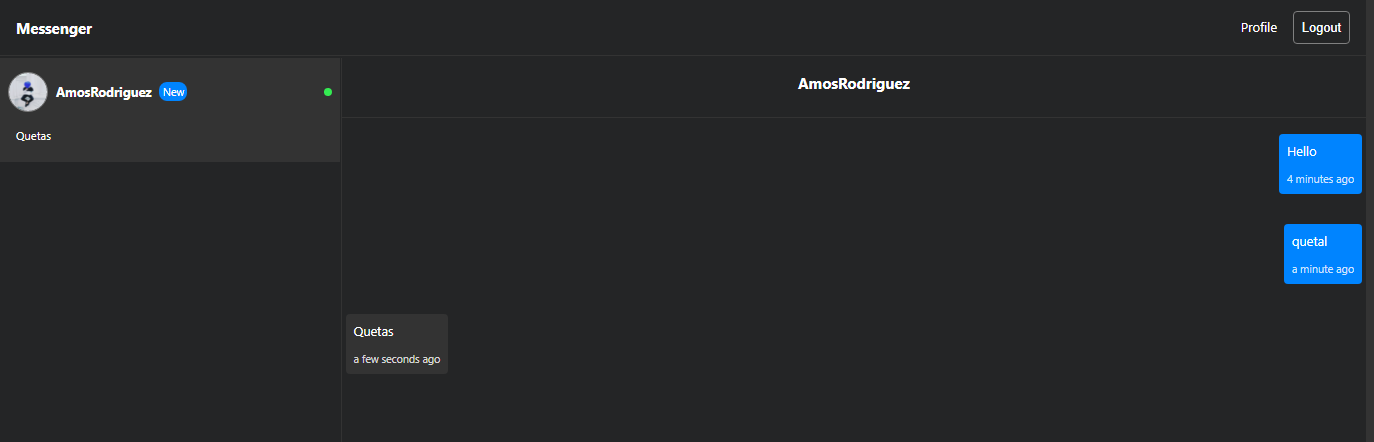 Messenger
Profile
Logout
AmosRodriguez New
Quetas
AmosRodriguez
Hello
4 minutes ago
quetal
a minute ago
Quetas
a few seconds ago